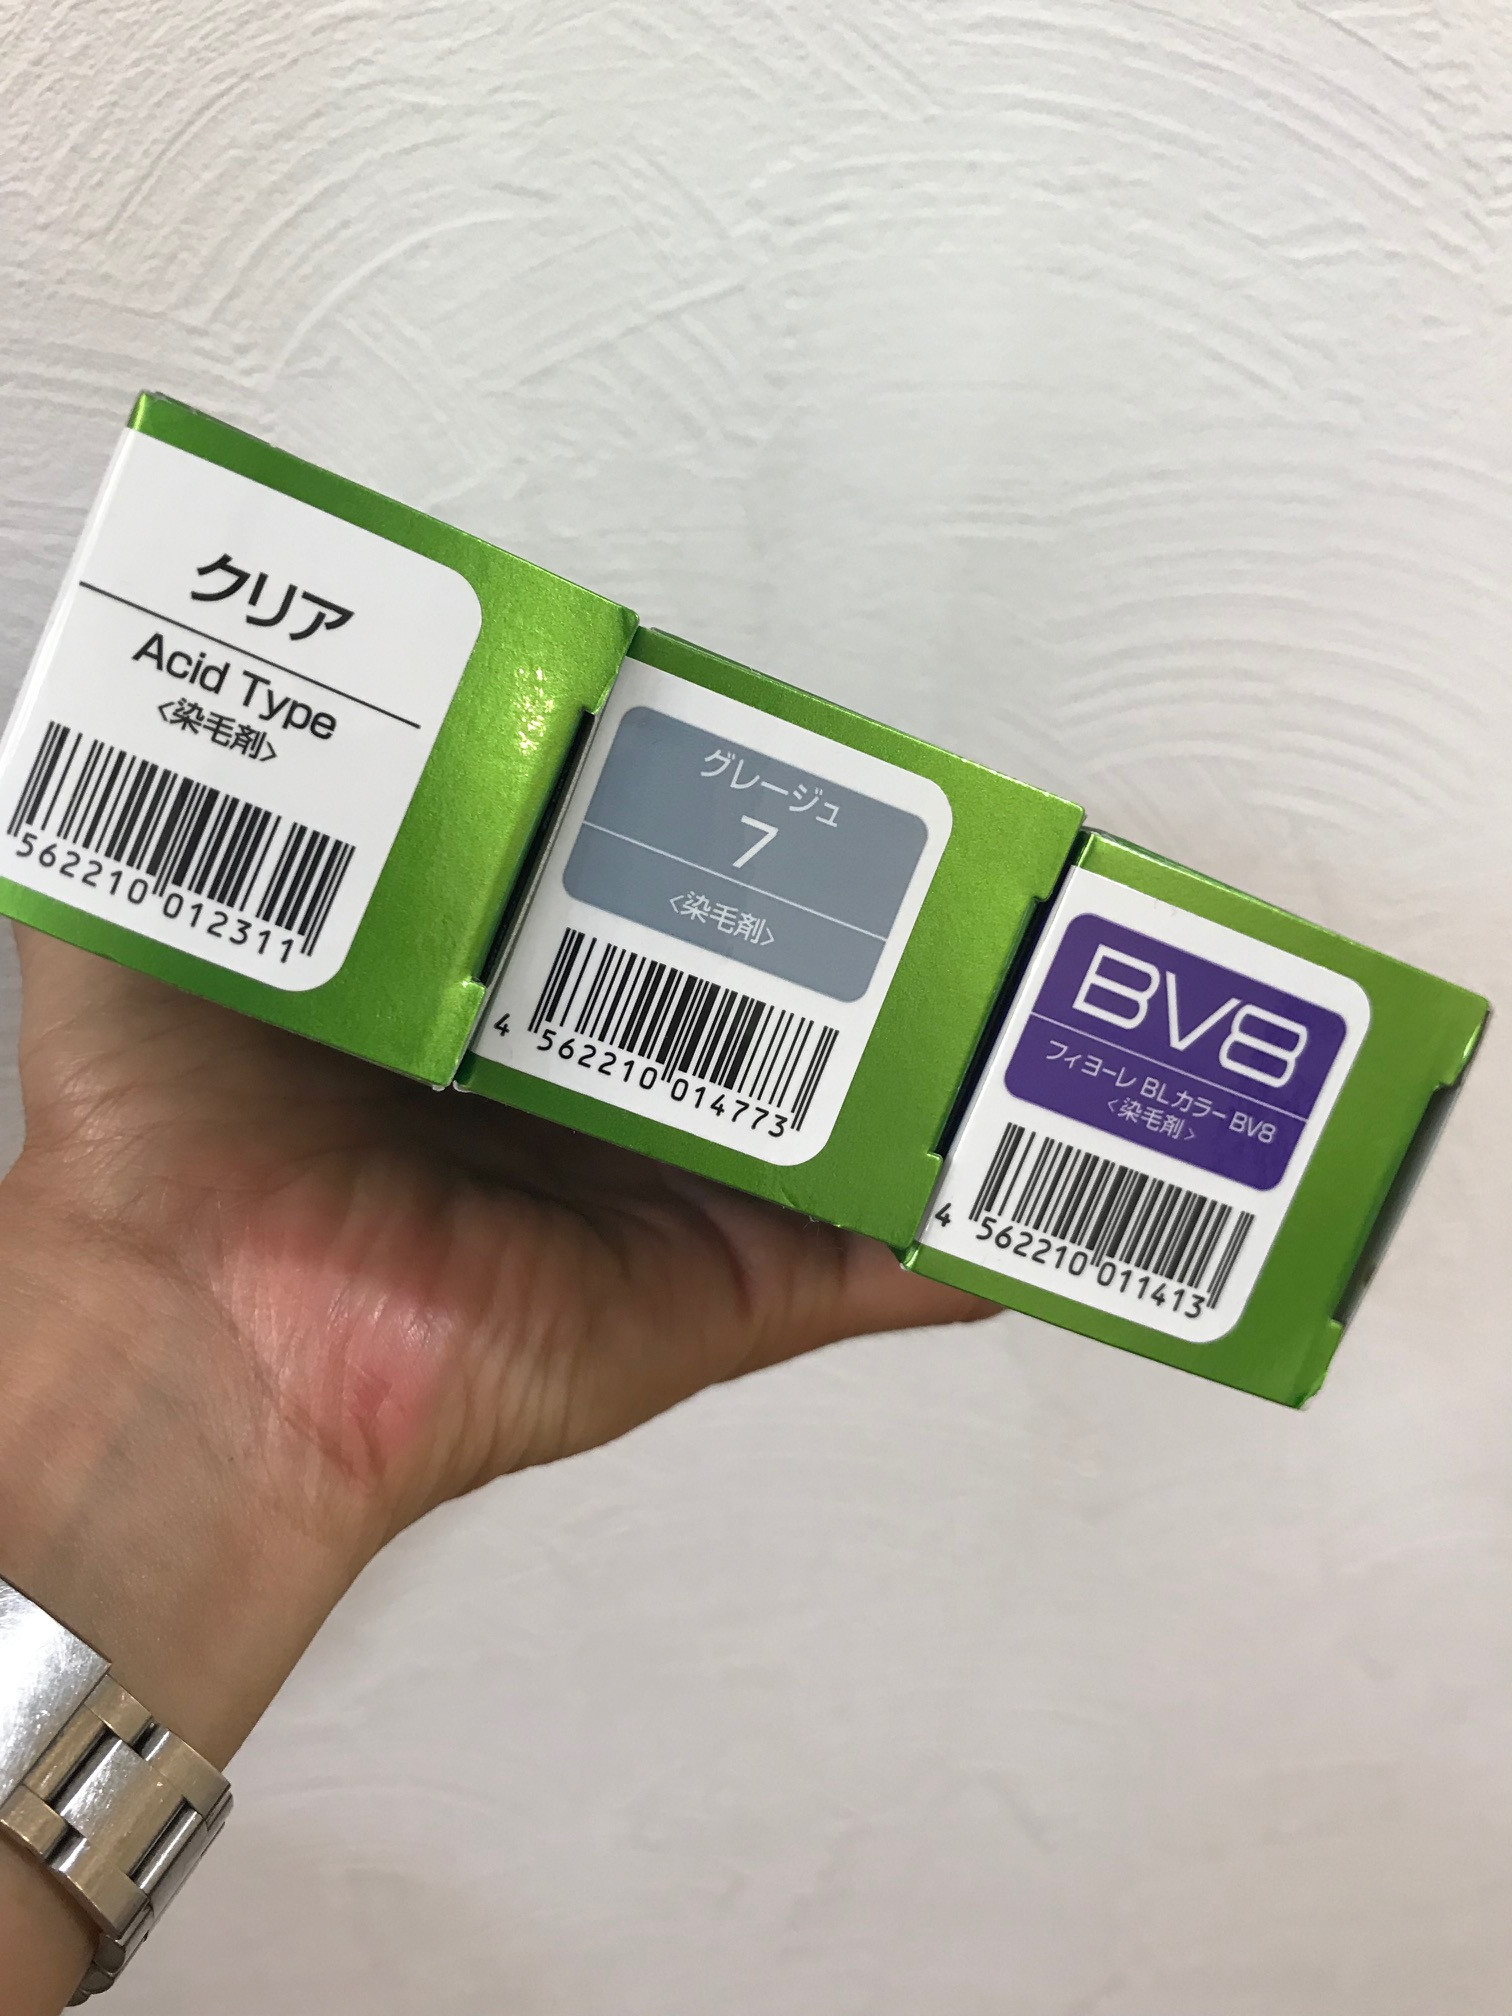 クリア
Acid Type
<染毛剤>
562210 012311
グレージュ
7
<染毛剤>
4 562210 014773
BV8
フィヨーレ BLカラー BV8
<染毛剤>
4 562210 011413